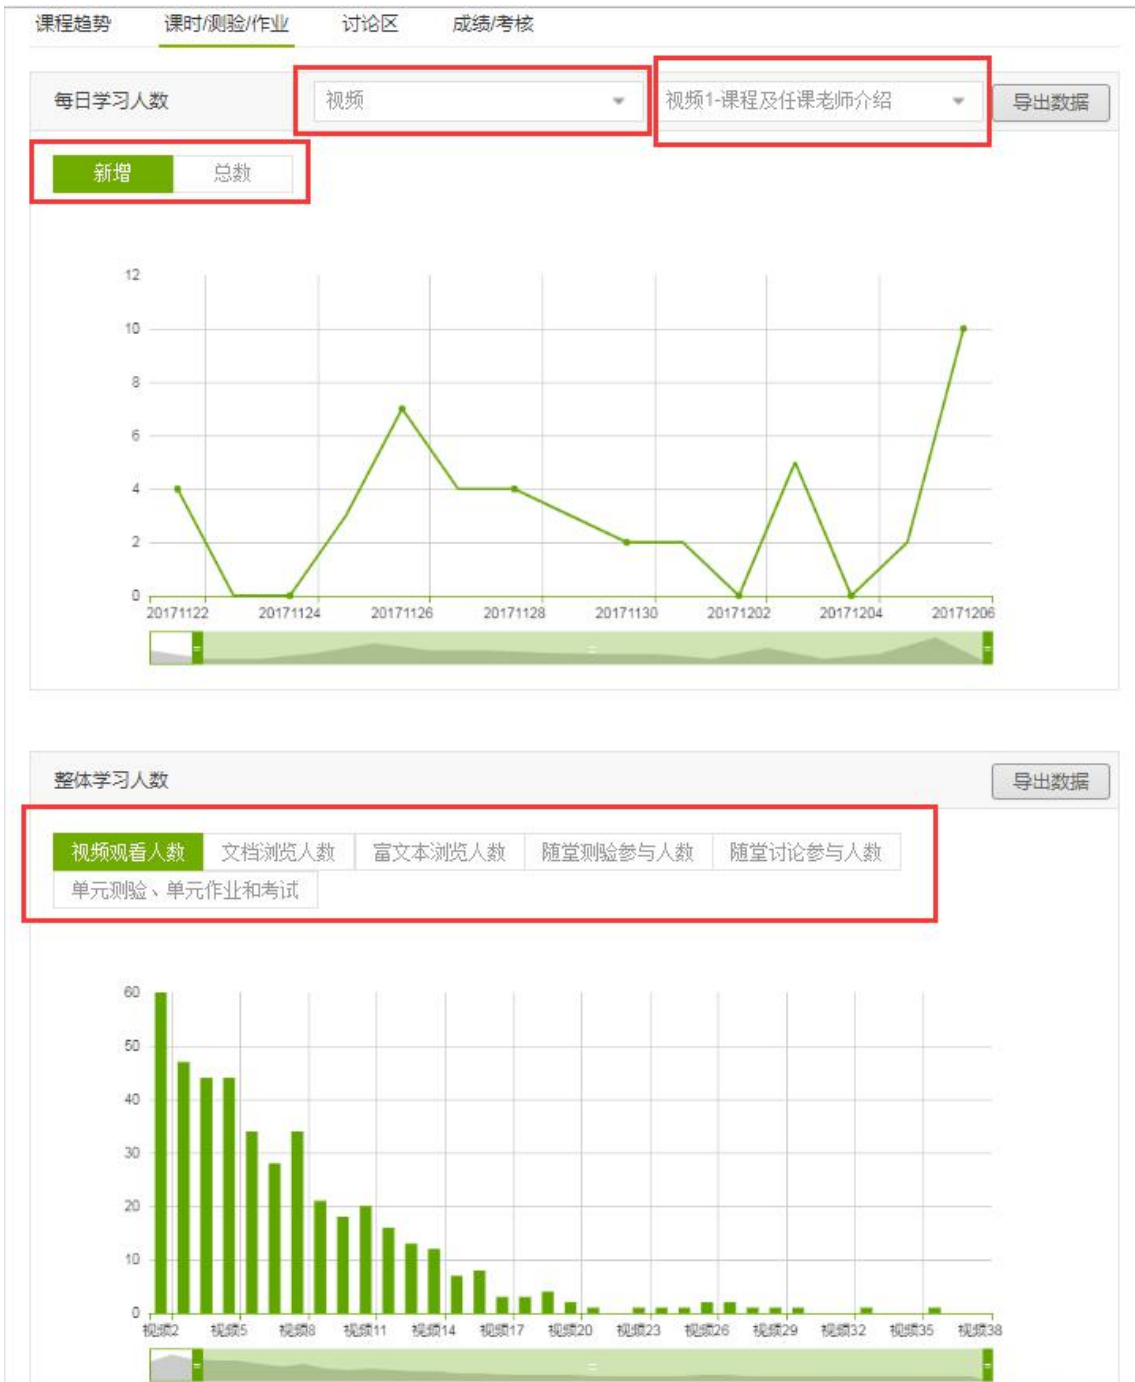 课程趋势 课时/测验/作业 讨论区 成绩/考核
每日学习人数 视频 视频1-课程及任课老师介绍 导出数据
新增 总数
12
10
8
6
4
2
0
20171122 20171124 20171126 20171128 20171130 20171202 20171204 20171206
整体学习人数 导出数据
视频观看人数 文档浏览人数 富文本浏览人数 随堂测验参与人数 随堂讨论参与人数
单元测验、单元作业和考试
60
50
40
30
20
10
0
视频2 视频5 视频8 视频11 视频14 视频17 视频20 视频23 视频26 视频29 视频32 视频35 视频38